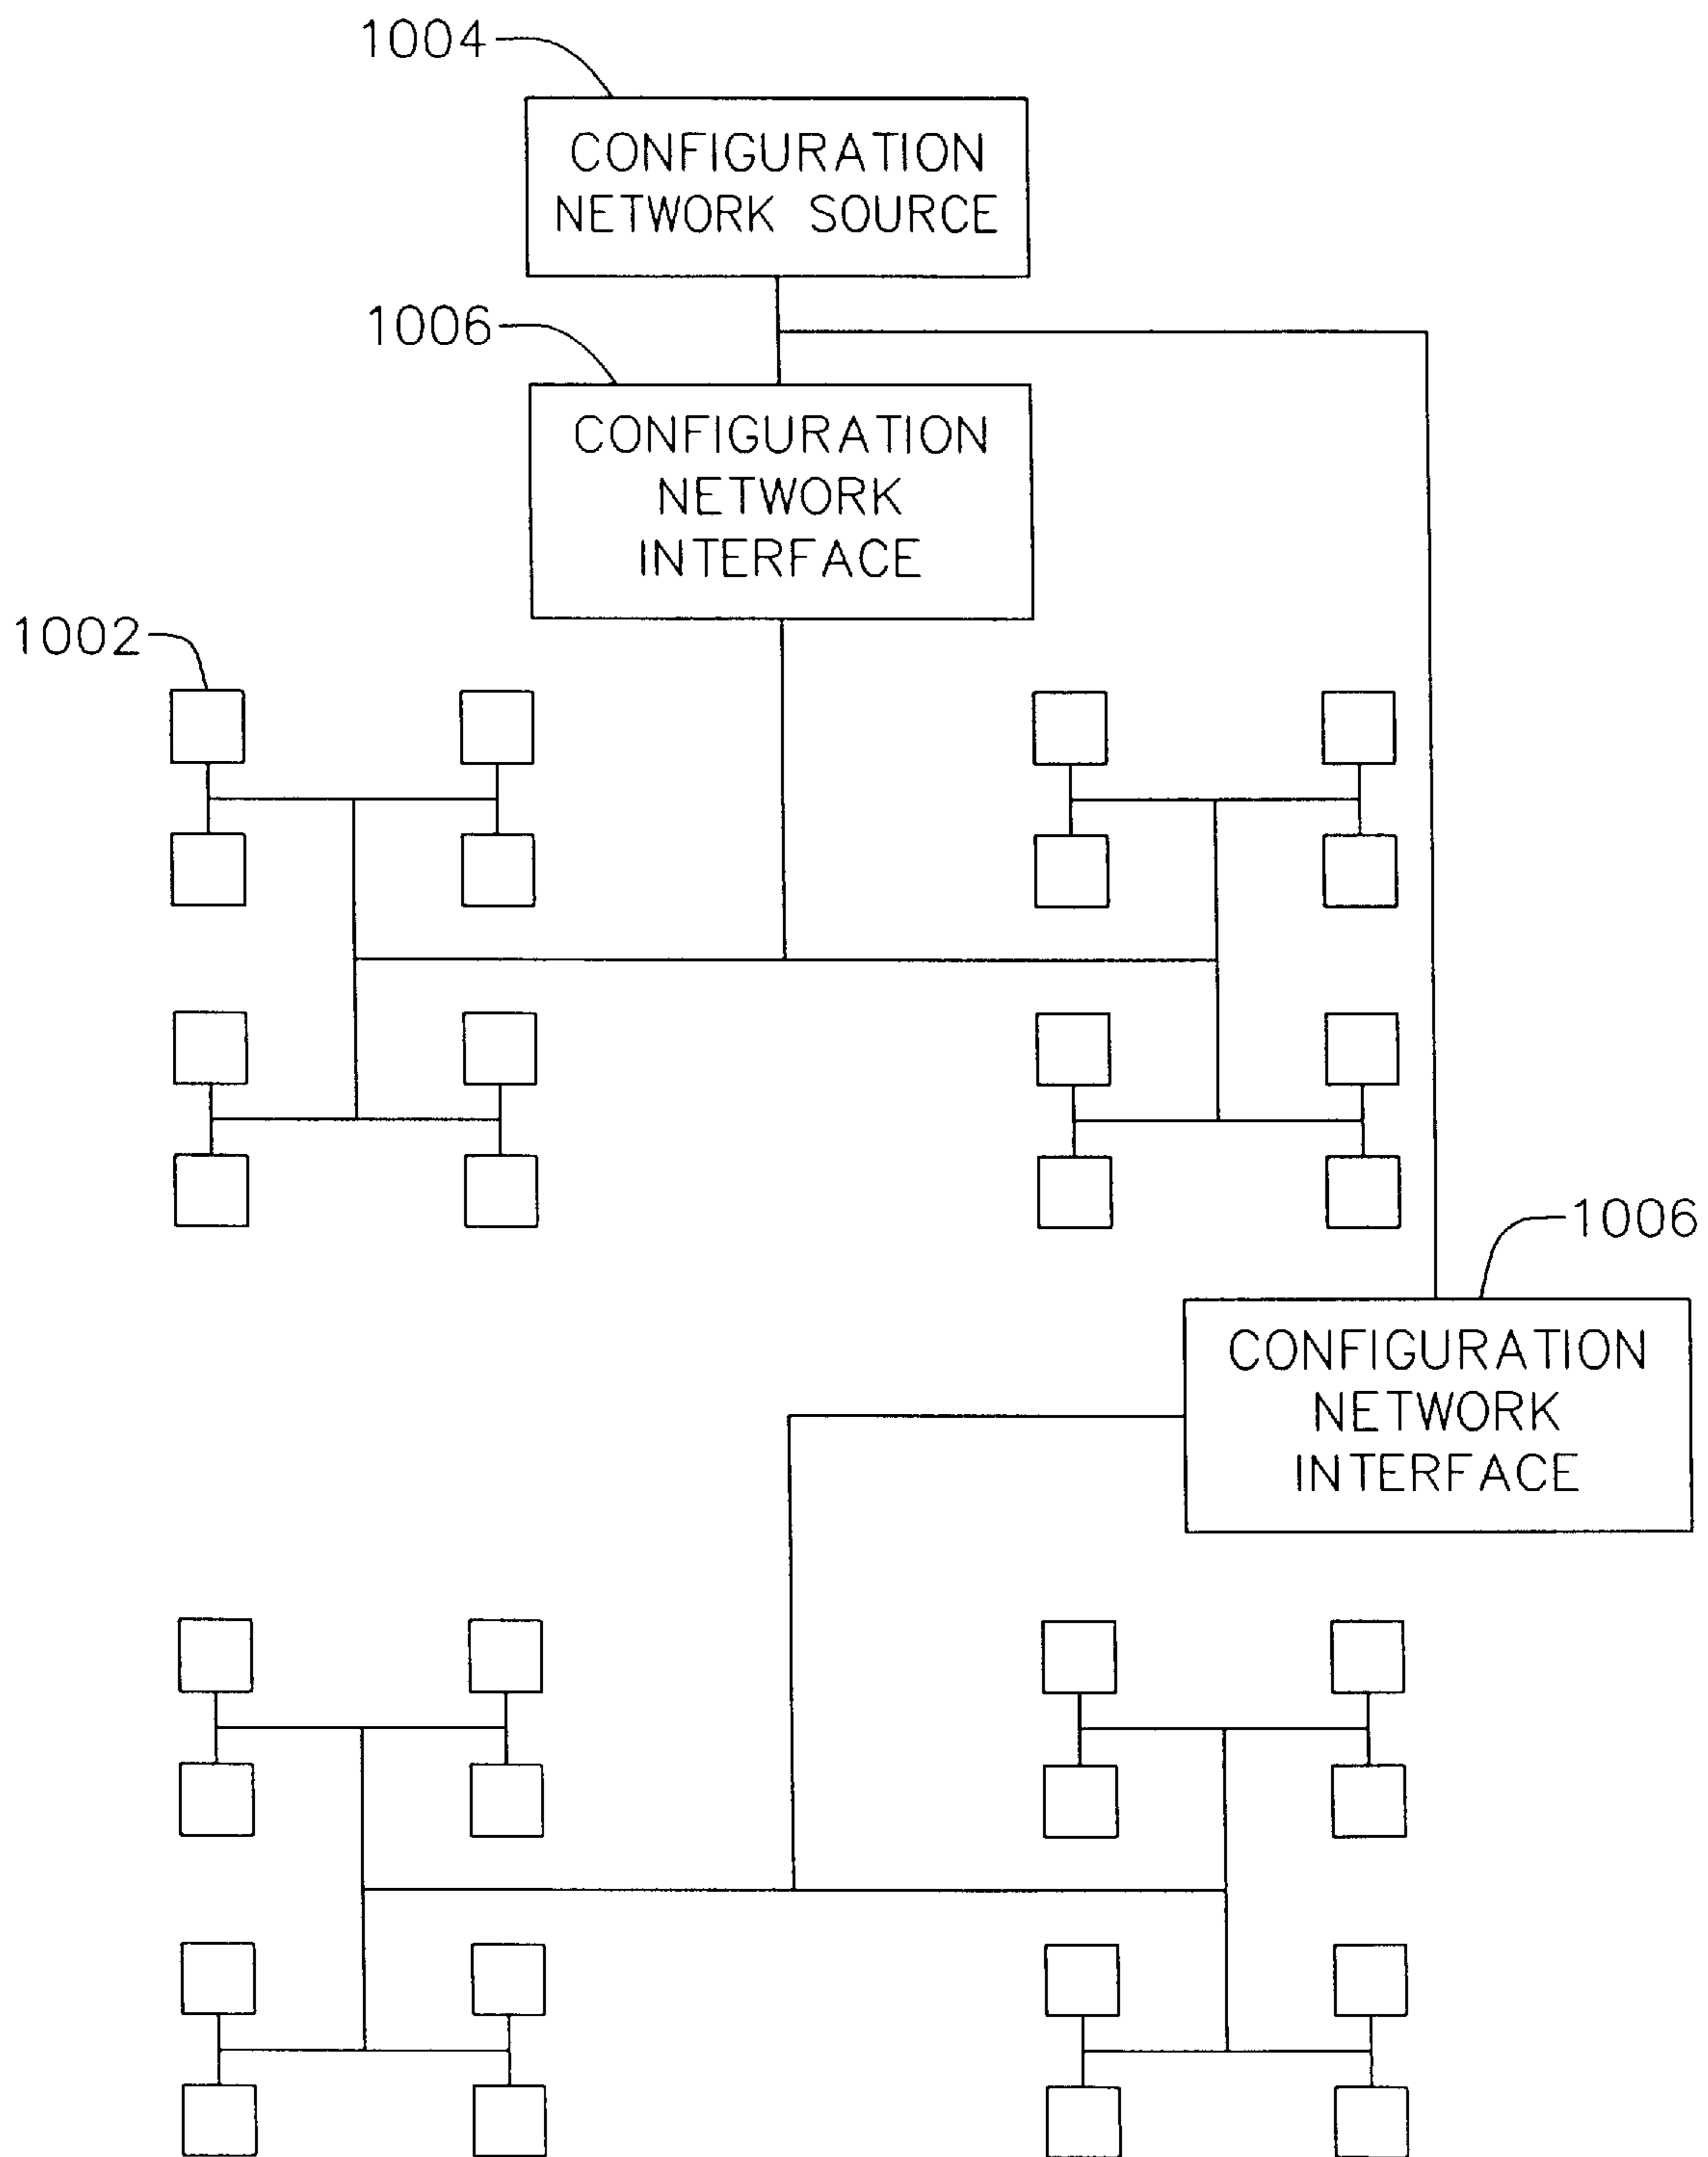 1004
CONFIGURATION
NETWORK SOURCE
1006
CONFIGURATION
NETWORK
INTERFACE
1002
1006
CONFIGURATION
NETWORK
INTERFACE